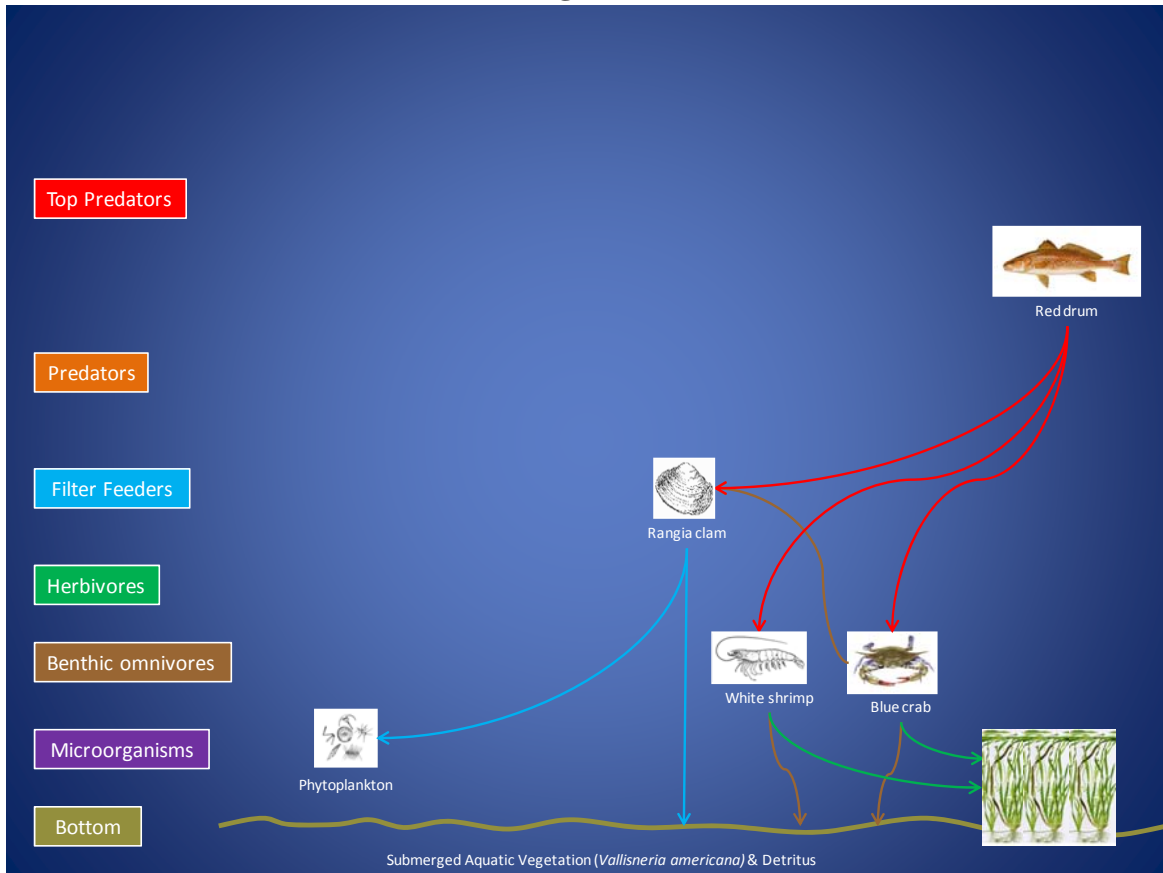 Top Predators
Red drum
Predators
Filter Feeders
Rangia clam
Herbivores
Benthic omnivores
White shrimp
Blue crab
Microorganisms
Phytoplankton
Bottom
Submerged Aquatic Vegetation (Vallisneria americana) & Detritus